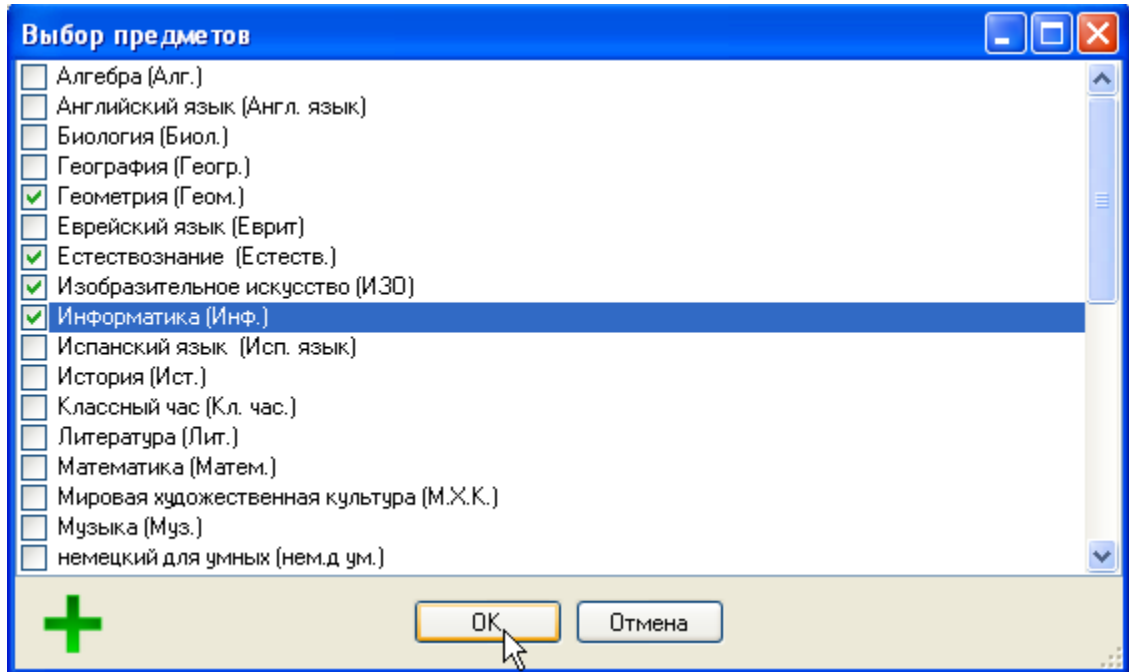 Выбор предметов
Алгебра (Алг.)
Английский язык (Англ. язык)
Биология (Биол.)
География (Геогр.)
Геометрия (Геом.)
Еврейский язык (Еврит)
Естествознание (Естеств.)
Изобразительное искусство (ИЗО)
Информатика (Инф.)
Испанский язык (Исп. язык)
История (Ист.)
Классный час (Кл. час.)
Литература (Лит.)
Математика (Матем.)
Мировая художественная культура (М.Х.К.)
Музыка (Муз.)
немецкий для умных (нем.д ум.)
OK
Отмена